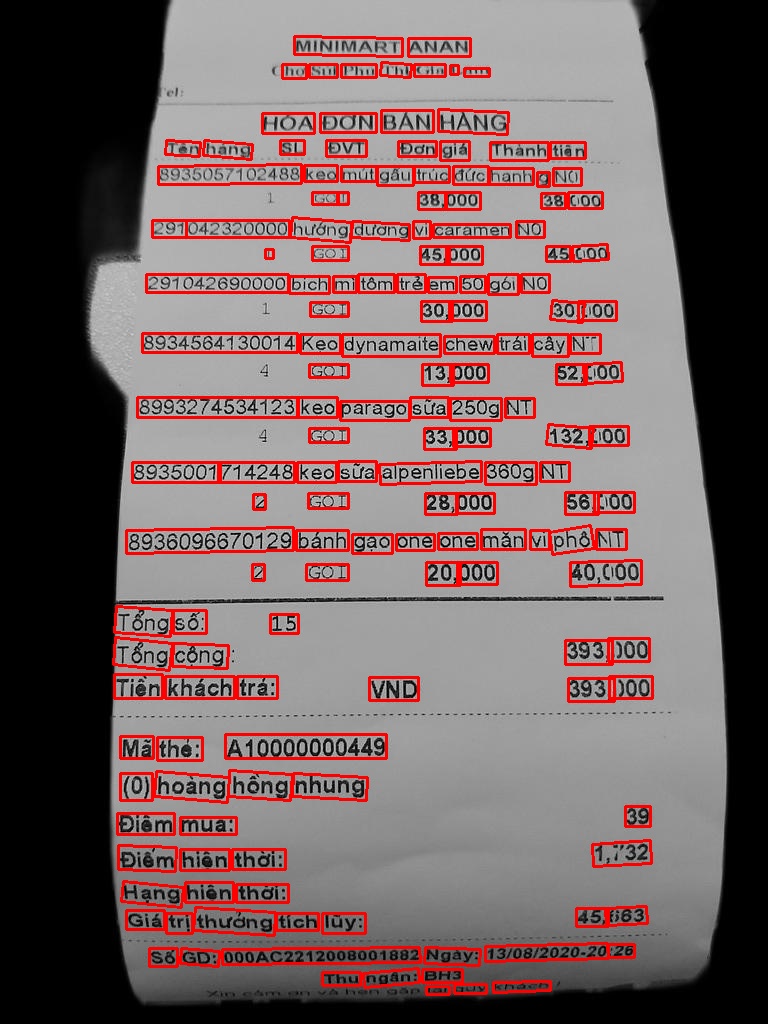 MINIMART ANAN
Chợ Sủi Phú Thị Gia
Tel:
HÓA ĐƠN BÁN HÀNG
Tên hàng SL ĐVT Đơn giá Thành tiền
8935057102488 kẹo mút gấu trúc đức hạnh g N0
1 GOI 38,000 38,000
291042320000 hướng dương vị caramen N0
GOI 45,000 45,000
291042690000 bịch mì tôm trẻ em 50 gói N0
1 GOI 30,000 30,000
8934564130014 Kẹo dynamaite chew trái cây NT
4 GOI 13,000 52,000
8993274534123 kẹo parago sữa 250g NT
4 GOI 33,000 132,000
8935001714248 kẹo sữa alpenliebe 360g NT
2 GOI 28,000 56,000
8936096670129 bánh gạo one one mặn vị phô NT
2 GOI 20,000 40,000
Tổng số: 15
Tổng cộng: 393,000
Tiền khách trả: VND 393,000
Mã thẻ: A10000000449
(0) hoàng hồng nhung
Điểm mua: 39
Điểm hiện thời: 1,732
Hạng hiện thời:
Giá trị thưởng tích lũy: 45,663
Số GD: 000AC2212008001882 Ngày: 13/08/2020-20:26
Thu ngân: BH3
Xin cảm ơn và hẹn gặp lại quý khách !